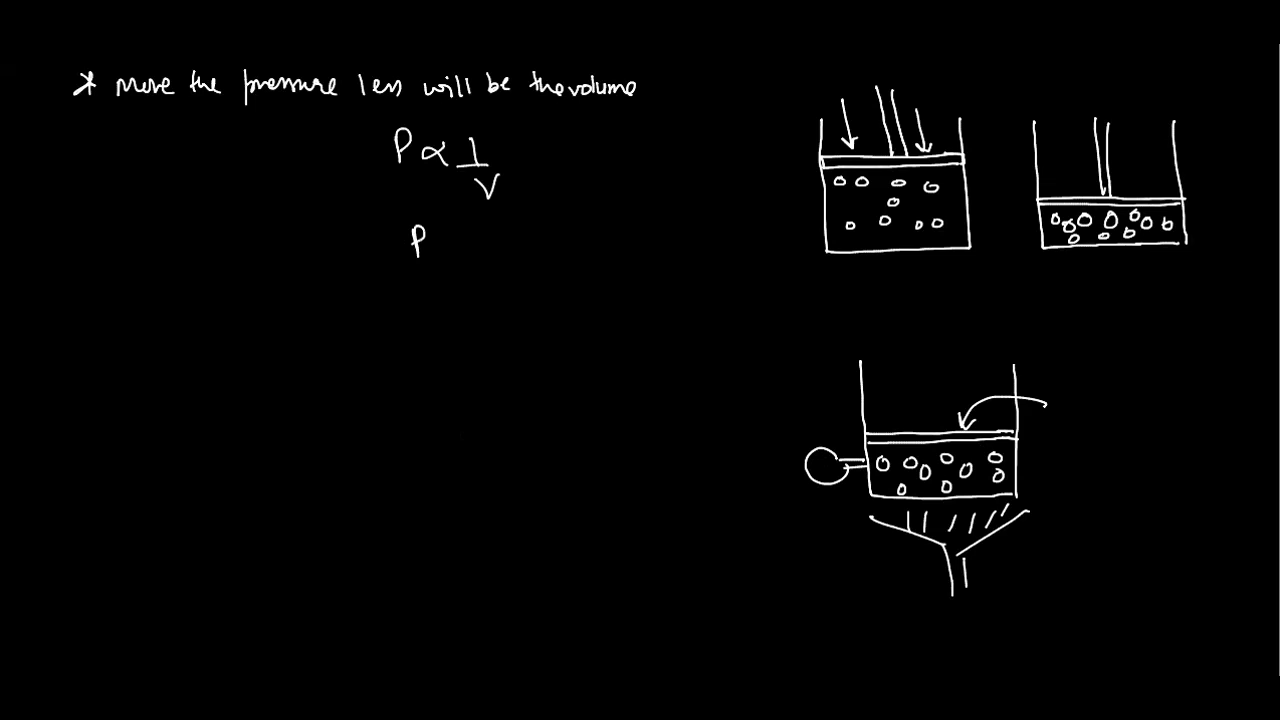 * More the pressure less will be the volume
P ∝ 1/V
P